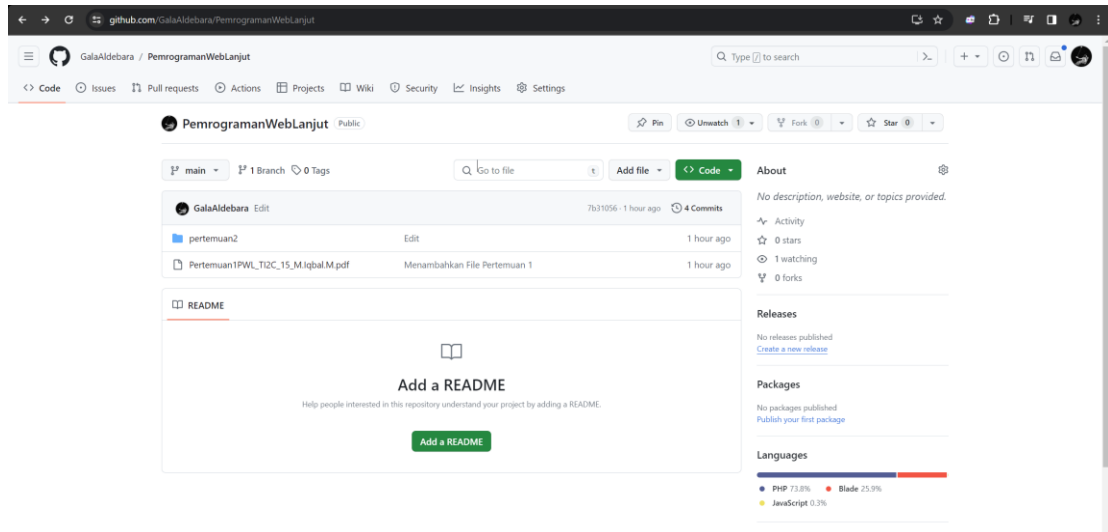 github.com/GalaAldebara/PemrogramanWebLanjut
GalaAldebara / PemrogramanWebLanjut
Type / to search
Code Issues Pull requests Actions Projects Wiki Security Insights Settings
PemrogramanWebLanjut Public
Pin Unwatch 1 Fork 0 Star 0
main 1 Branch 0 Tags
Go to file t
Add file Code
GalaAldebara Edit 7b31056 · 1 hour ago 4 Commits
pertemuan2 Edit 1 hour ago
Pertemuan1PWL_TI2C_15_M.Iqbal.M.pdf Menambahkan File Pertemuan 1 1 hour ago
README
Add a README
Help people interested in this repository understand your project by adding a README.
Add a README
About
No description, website, or topics provided.
Activity
0 stars
1 watching
0 forks
Releases
No releases published
Create a new release
Packages
No packages published
Publish your first package
Languages
PHP 73.8% Blade 25.9%
JavaScript 0.3%